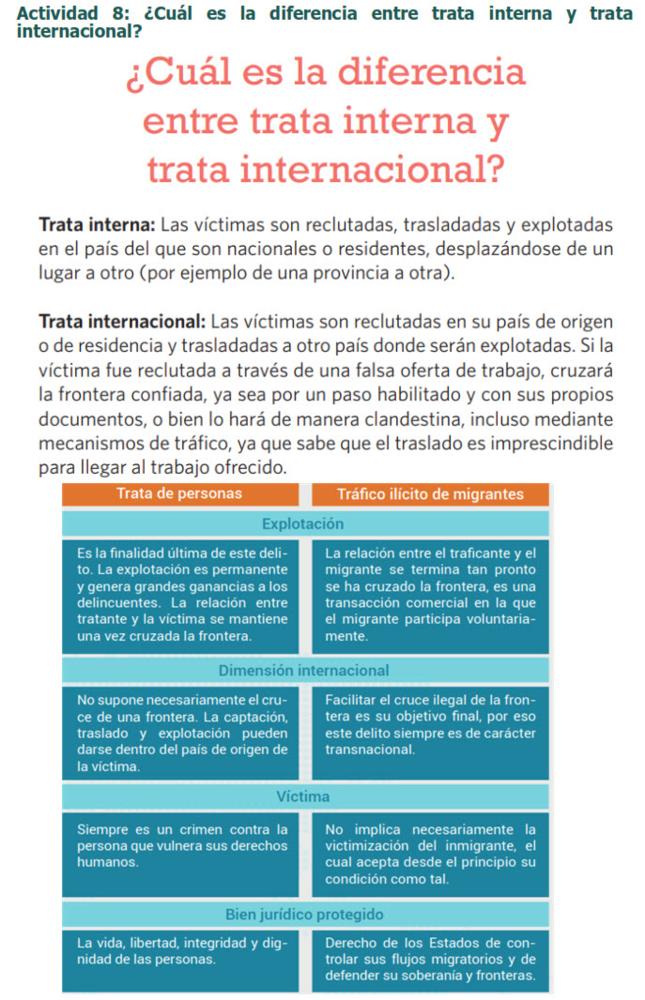 Actividad 8: ¿Cuál es la diferencia entre trata interna y trata
internacional?
¿Cuál es la diferencia
entre trata interna y
trata internacional?
Trata interna: Las víctimas son reclutadas, trasladadas y explotadas
en el país del que son nacionales o residentes, desplazándose de un
lugar a otro (por ejemplo de una provincia a otra).
Trata internacional: Las víctimas son reclutadas en su país de origen
o de residencia y trasladadas a otro país donde serán explotadas. Si la
víctima fue reclutada a través de una falsa oferta de trabajo, cruzará
la frontera confiada, ya sea por un paso habilitado y con sus propios
documentos, o bien lo hará de manera clandestina, incluso mediante
mecanismos de tráfico, ya que sabe que el traslado es imprescindible
para llegar al trabajo ofrecido.
Trata de personas
Tráfico ilícito de migrantes
Explotación
Es la finalidad última de este deli-
to. La explotación es permanente
y genera grandes ganancias a los
delincuentes. La relación entre
tratante y la víctima se mantiene
una vez cruzada la frontera.
La relación entre el traficante y el
migrante se termina tan pronto
se ha cruzado la frontera, es una
transacción comercial en la que
el migrante participa voluntaria-
mente.
Dimensión internacional
No supone necesariamente el cru-
ce de una frontera. La captación,
traslado y explotación pueden
darse dentro del país de origen de
la víctima.
Facilitar el cruce ilegal de la fron-
tera es su objetivo final, por eso
este delito siempre es de carácter
transnacional.
Víctima
Siempre es un crimen contra la
persona que vulnera sus derechos
humanos.
No implica necesariamente la
victimización del inmigrante, el
cual acepta desde el principio su
condición como tal.
Bien jurídico protegido
La vida, libertad, integridad y dig-
nidad de las personas.
Derecho de los Estados de con-
trolar sus flujos migratorios y de
defender su soberanía y fronteras.